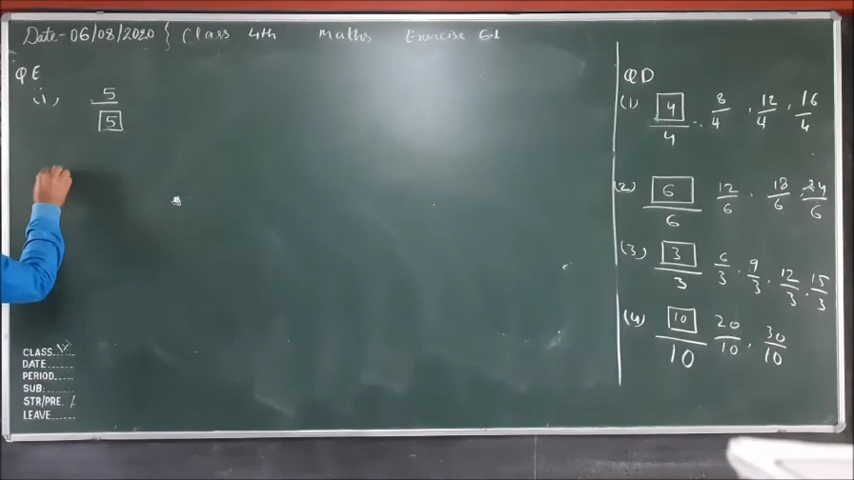 Date-06/08/2020 } Class 4th Maths Exercise 6.1
QE
(i), 5
5
QD
(1) 4/4, 8/4, 12/4, 16/4
(2) 6/6 12/6, 18/6, 24/6
(3) 3/3 6/3, 9/3, 12/3, 15/3
(4) 10/10 20/10, 30/10
CLASS
DATE
PERIOD
SUB:
STR/PRE.
LEAVE